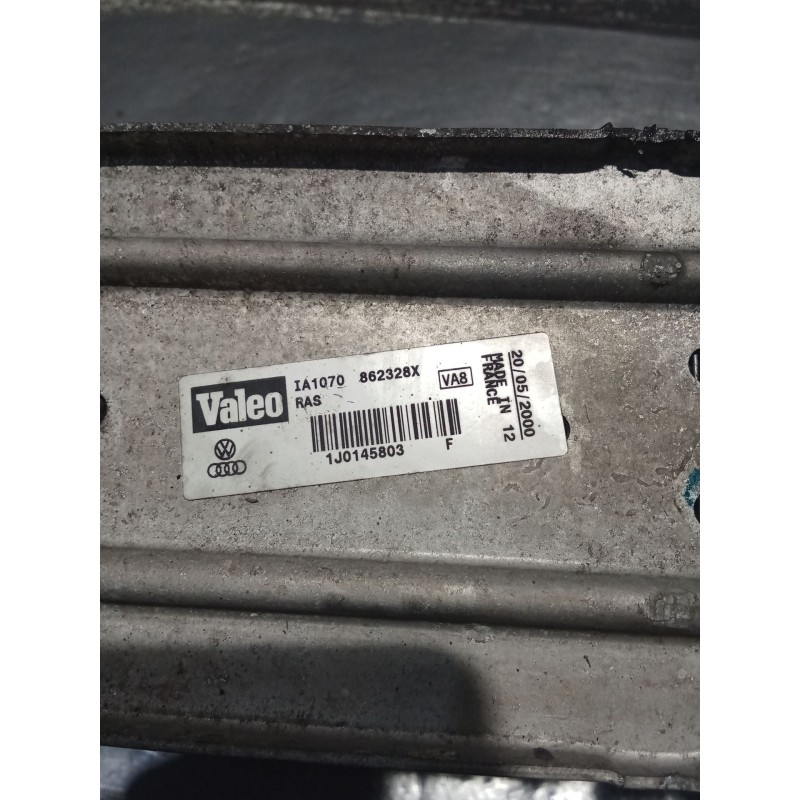 Valeo
IA1070 862328X VA8
RAS
1J0145803 F
20/05/2000
MADE IN 12
FRANCE